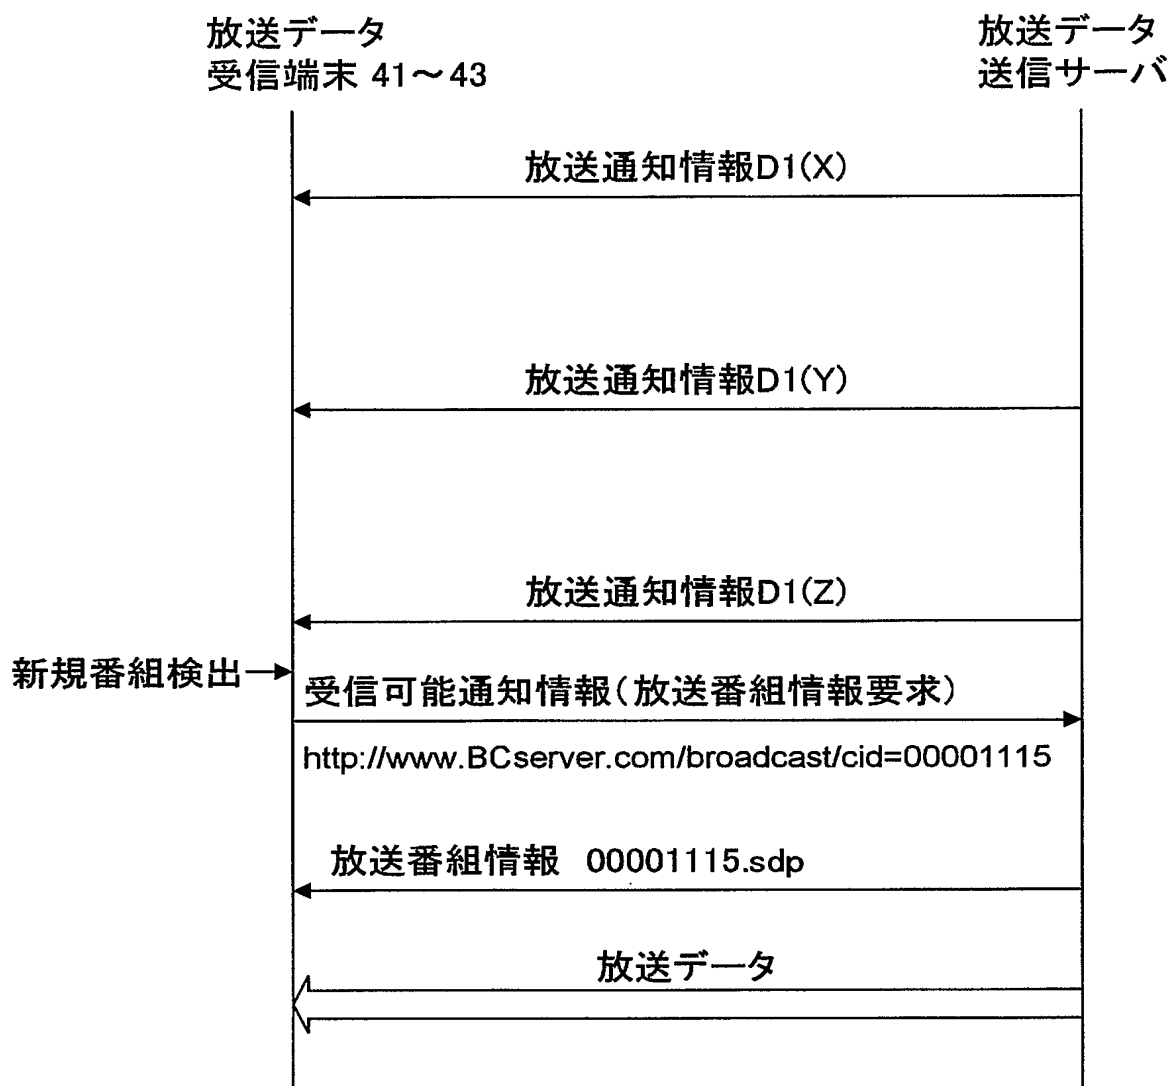 放送データ
受信端末 41～43
放送データ
送信サーバ
放送通知情報D1(X)
放送通知情報D1(Y)
放送通知情報D1(Z)
新規番組検出
受信可能通知情報(放送番組情報要求)
http://www.BCserver.com/broadcast/cid=00001115
放送番組情報　00001115.sdp
放送データ